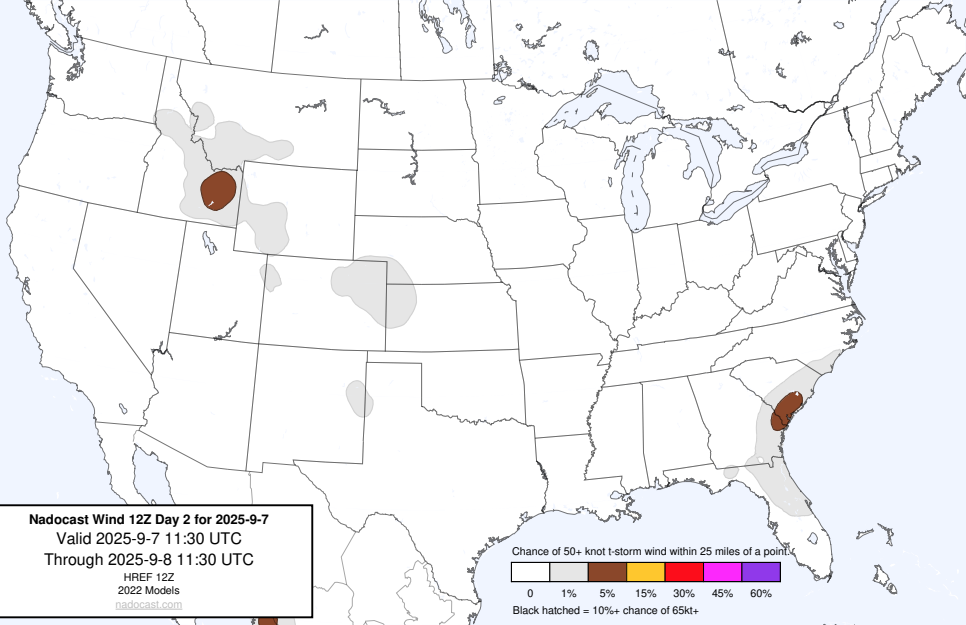 Nadocast Wind 12Z Day 2 for 2025-9-7
Valid 2025-9-7 11:30 UTC
Through 2025-9-8 11:30 UTC
HREF 12Z
2022 Models
nadocast.com
Chance of 50+ knot t-storm wind within 25 miles of a point.
0 1% 5% 15% 30% 45% 60%
Black hatched = 10%+ chance of 65kt+